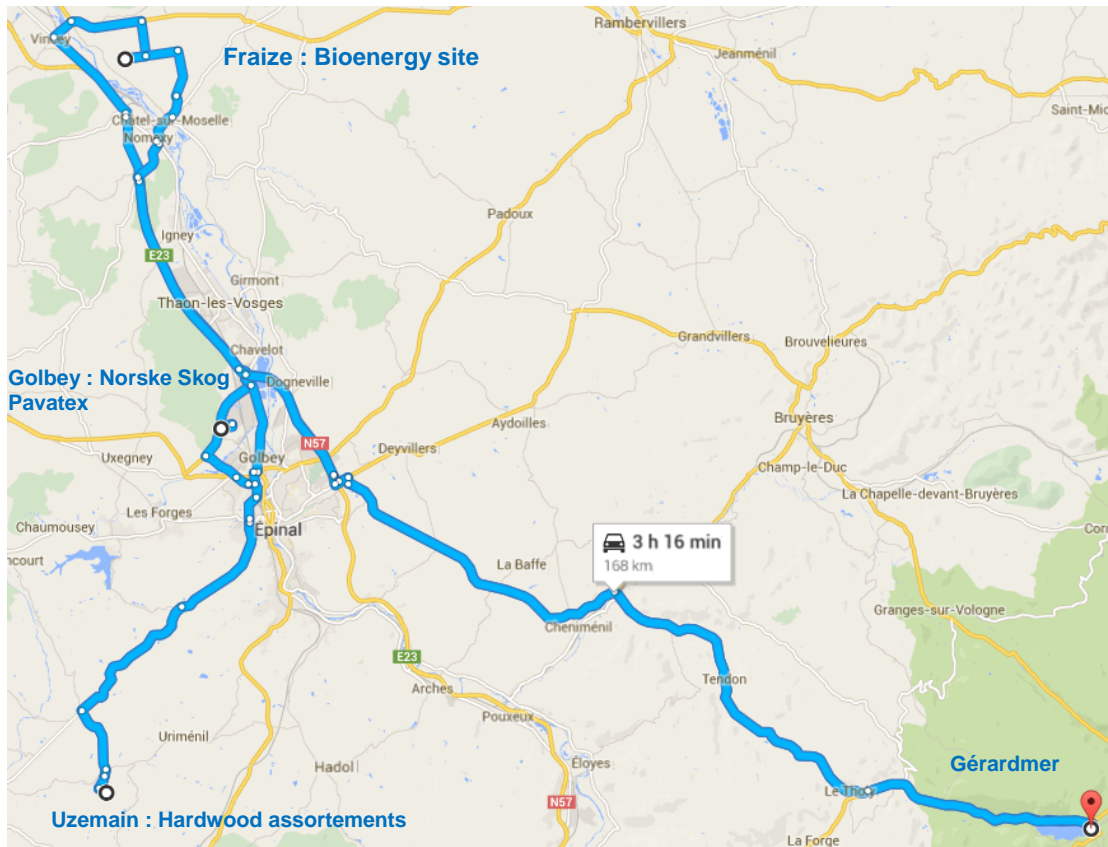 Rambervillers
Vincey
Jeanménil
Fraize : Bioenergy site
Saint-Mic
Châtel-sur-Moselle
Nomexy
Padoux
Igney
E23
Girmont
Thaon-les-Vosges
Grandvillers
Brouvelieures
Chavelot
Golbey : Norske Skog
Pavatex
Dogneville
Bruyères
Aydoilles
N57
Deyvillers
Uxegney
Golbey
Champ-le-Duc
La Chapelle-devant-Bruyères
Les Forges
Chaumousey
Épinal
Corc
ncourt
3 h 16 min
168 km
La Baffe
Granges-sur-Vologne
Cheniménil
E23
Tendon
Arches
Pouxeux
Uriménil
Hadol
Éloyes
Gérardmer
Le Tholy
N57
Uzemain : Hardwood assortements
La Forge